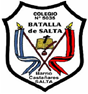 COLEGIO
Nº 5035
BATALLA
de SALTA
Barrio
Castañares
SALTA